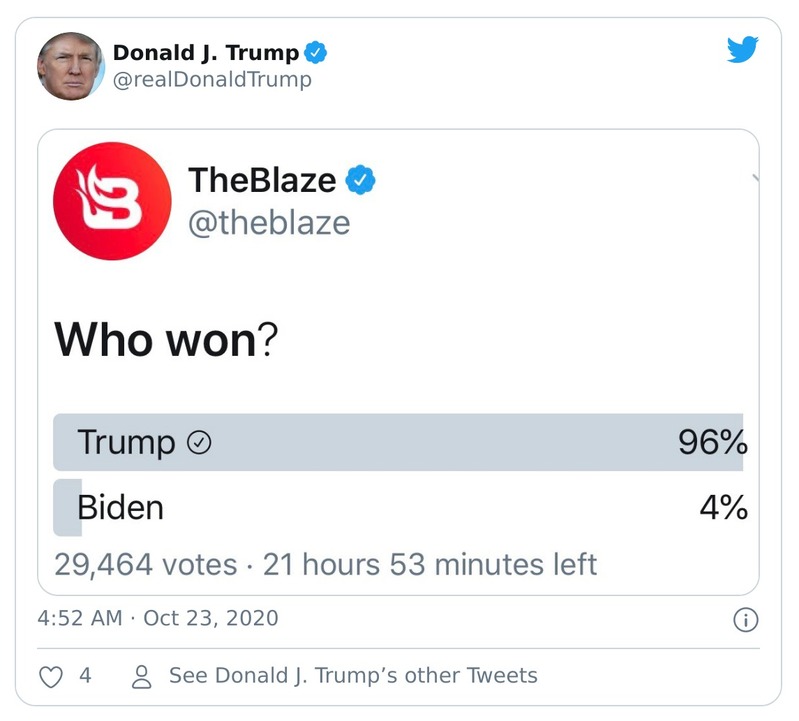 Donald J. Trump
@realDonaldTrump
TheBlaze
@theblaze
Who won?
Trump 96%
Biden 4%
29,464 votes · 21 hours 53 minutes left
4:52 AM · Oct 23, 2020
4 See Donald J. Trump’s other Tweets